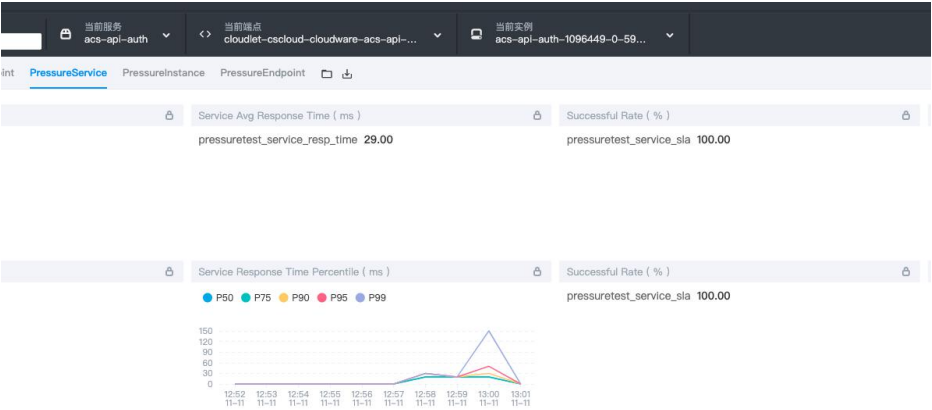 当前服务
acs-api-auth
当前端点
cloudlet-cscloud-cloudware-acs-api-...
当前实例
acs-api-auth-1096449-0-59...
int PressureService PressureInstance PressureEndpoint
Service Avg Response Time ( ms )
Successful Rate ( % )
pressuretest_service_resp_time 29.00
pressuretest_service_sla 100.00
Service Response Time Percentile ( ms )
Successful Rate ( % )
P50 P75 P90 P95 P99
pressuretest_service_sla 100.00
150
120
90
60
30
0
12:52 12:53 12:54 12:55 12:56 12:57 12:58 12:59 13:00 13:01
11-11 11-11 11-11 11-11 11-11 11-11 11-11 11-11 11-11 11-11